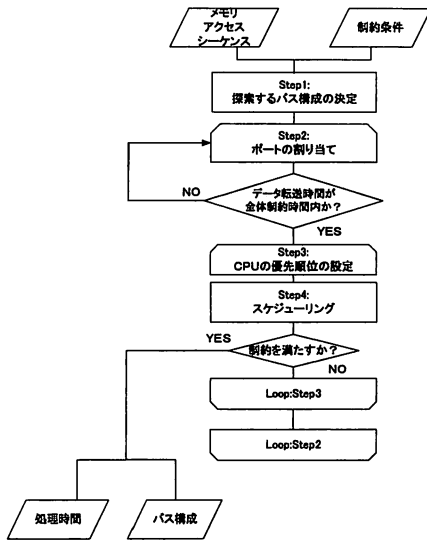 メモリ
アクセス
シーケンス
制約条件
Step1:
探索するバス構成の決定
Step2:
ポートの割り当て
データ転送時間が
全体制約時間内か?
NO
YES
Step3:
CPUの優先順位の設定
Step4:
スケジューリング
制約を満たすか?
YES
NO
Loop:Step3
Loop:Step2
処理時間
バス構成